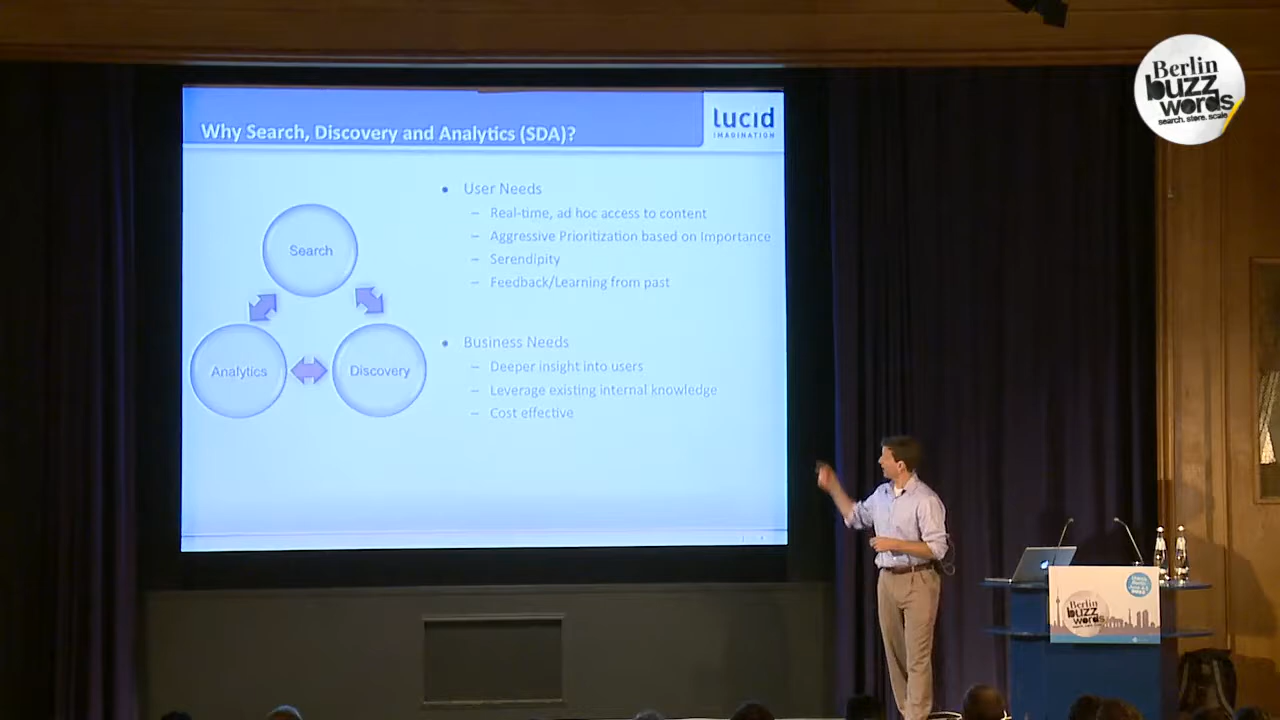 Berlin
buzz
words
search. store. scale
Why Search, Discovery and Analytics (SDA)?
Lucid
IMAGINATION
Search
Analytics
Discovery
• User Needs
– Real-time, ad hoc access to content
– Aggressive Prioritization based on Importance
– Serendipity
– Feedback/Learning from past
• Business Needs
– Deeper insight into users
– Leverage existing internal knowledge
– Cost effective
Berlin
buzz
words